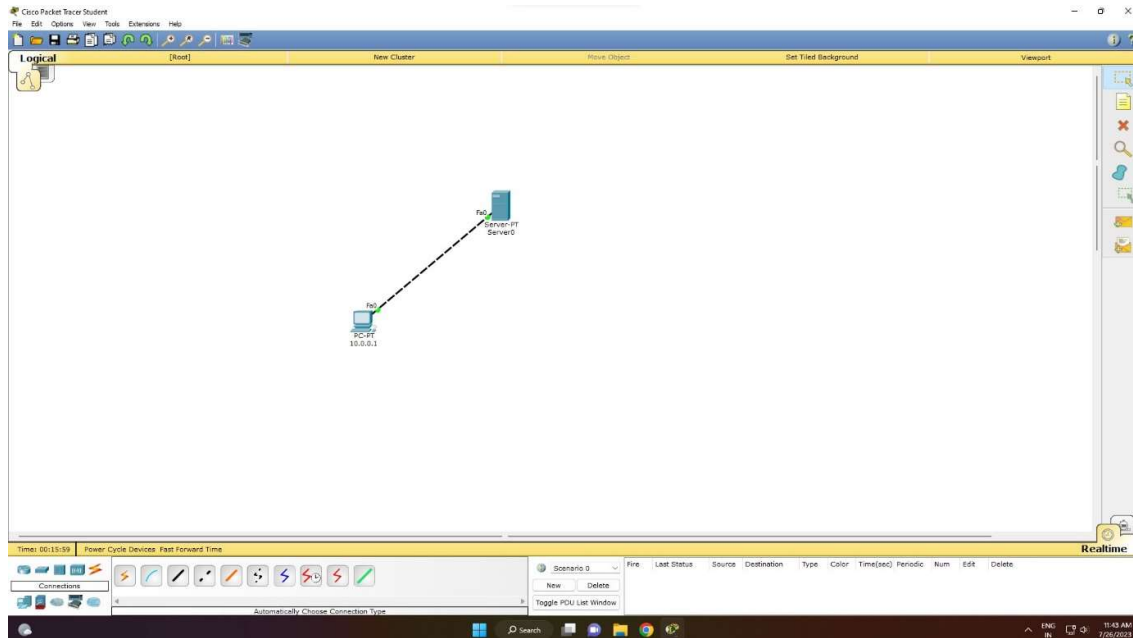 Cisco Packet Tracer Student
File Edit Options View Tools Extensions Help
Logical [Root] New Cluster Move Object Set Tiled Background Viewport
Fa0
Server-PT
Server0
Fa0
PC-PT
10.0.0.1
Time: 00:15:59 Power Cycle Devices Fast Forward Time Realtime
Scenario 0 Fire Last Status Source Destination Type Color Time(sec) Periodic Num Edit Delete
Connections New Delete
Toggle PDU List Window
Automatically Choose Connection Type
Search ENG 11:43 AM
IN 7/26/2023